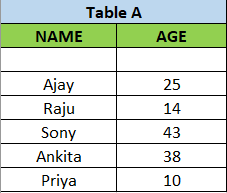 Table A
NAME AGE
Ajay 25
Raju 14
Sony 43
Ankita 38
Priya 10